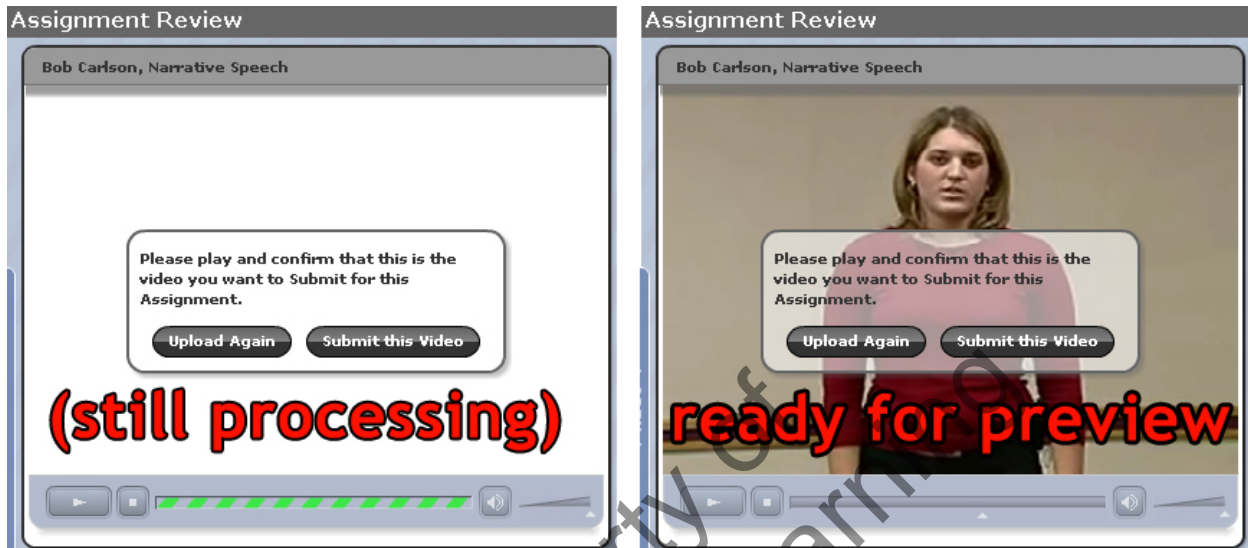 Assignment Review
Bob Carlson, Narrative Speech
Please play and confirm that this is the
video you want to Submit for this
Assignment.
Upload Again Submit this Video
(still processing)
Assignment Review
Bob Carlson, Narrative Speech
Please play and confirm that this is the
video you want to Submit for this
Assignment.
Upload Again Submit this Video
ready for preview